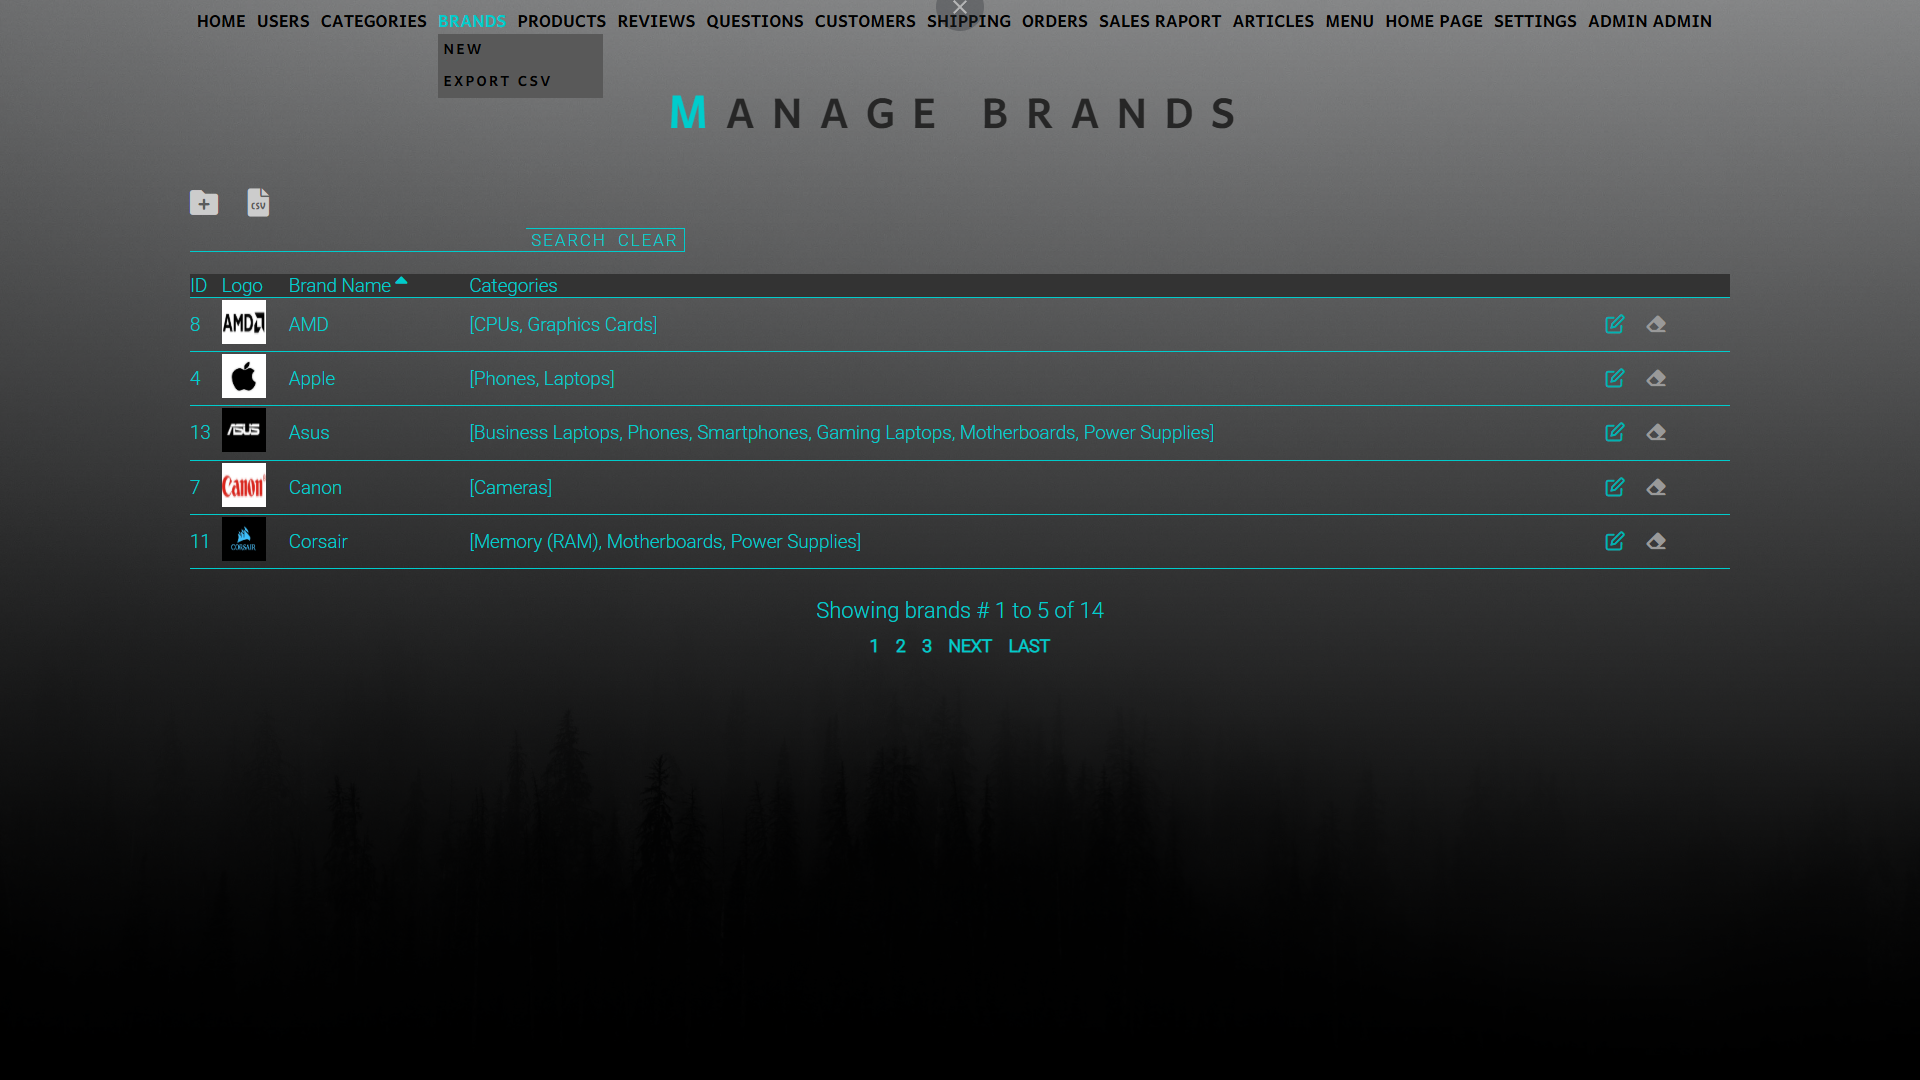 HOME USERS CATEGORIES BRANDS PRODUCTS REVIEWS QUESTIONS CUSTOMERS SHIPPING ORDERS SALES RAPORT ARTICLES MENU HOME PAGE SETTINGS ADMIN ADMIN
NEW
EXPORT CSV
MANAGE BRANDS
CSV
SEARCH CLEAR
ID Logo Brand Name Categories
8 AMD AMD [CPUs, Graphics Cards]
4 Apple [Phones, Laptops]
13 ASUS Asus [Business Laptops, Phones, Smartphones, Gaming Laptops, Motherboards, Power Supplies]
7 Canon Canon [Cameras]
11 CORSAIR Corsair [Memory (RAM), Motherboards, Power Supplies]
Showing brands # 1 to 5 of 14
1 2 3 NEXT LAST